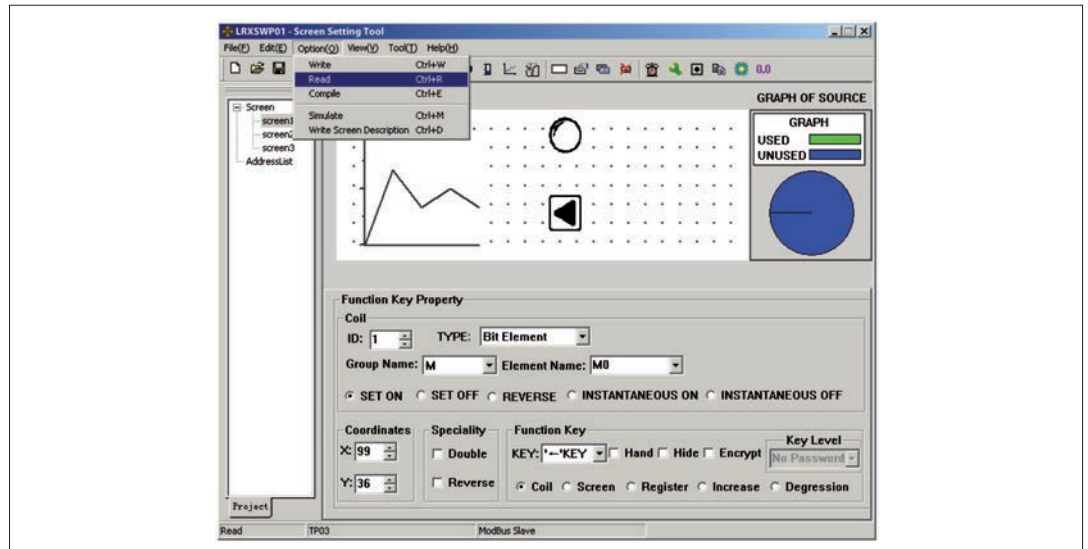 LRXSWP01 - Screen Setting Tool
File(F) Edit(E) Option(O) View(V) Tool(T) Help(H)
Write Ctrl+W
Read Ctrl+R
Compile Ctrl+E
Simulate Ctrl+M
Write Screen Description Ctrl+D
0.0
Screen
screen1
screen2
screen3
AddressList
GRAPH OF SOURCE
GRAPH
USED
UNUSED
Function Key Property
Coil
ID: 1 TYPE: Bit Element
Group Name: M Element Name: M0
SET ON SET OFF REVERSE INSTANTANEOUS ON INSTANTANEOUS OFF
Coordinates Speciality Function Key Key Level
X: 99 Double KEY: '←'KEY Hand Hide Encrypt No Password
Y: 36 Reverse Coil Screen Register Increase Degression
Project
Read TP03 ModBus Slave